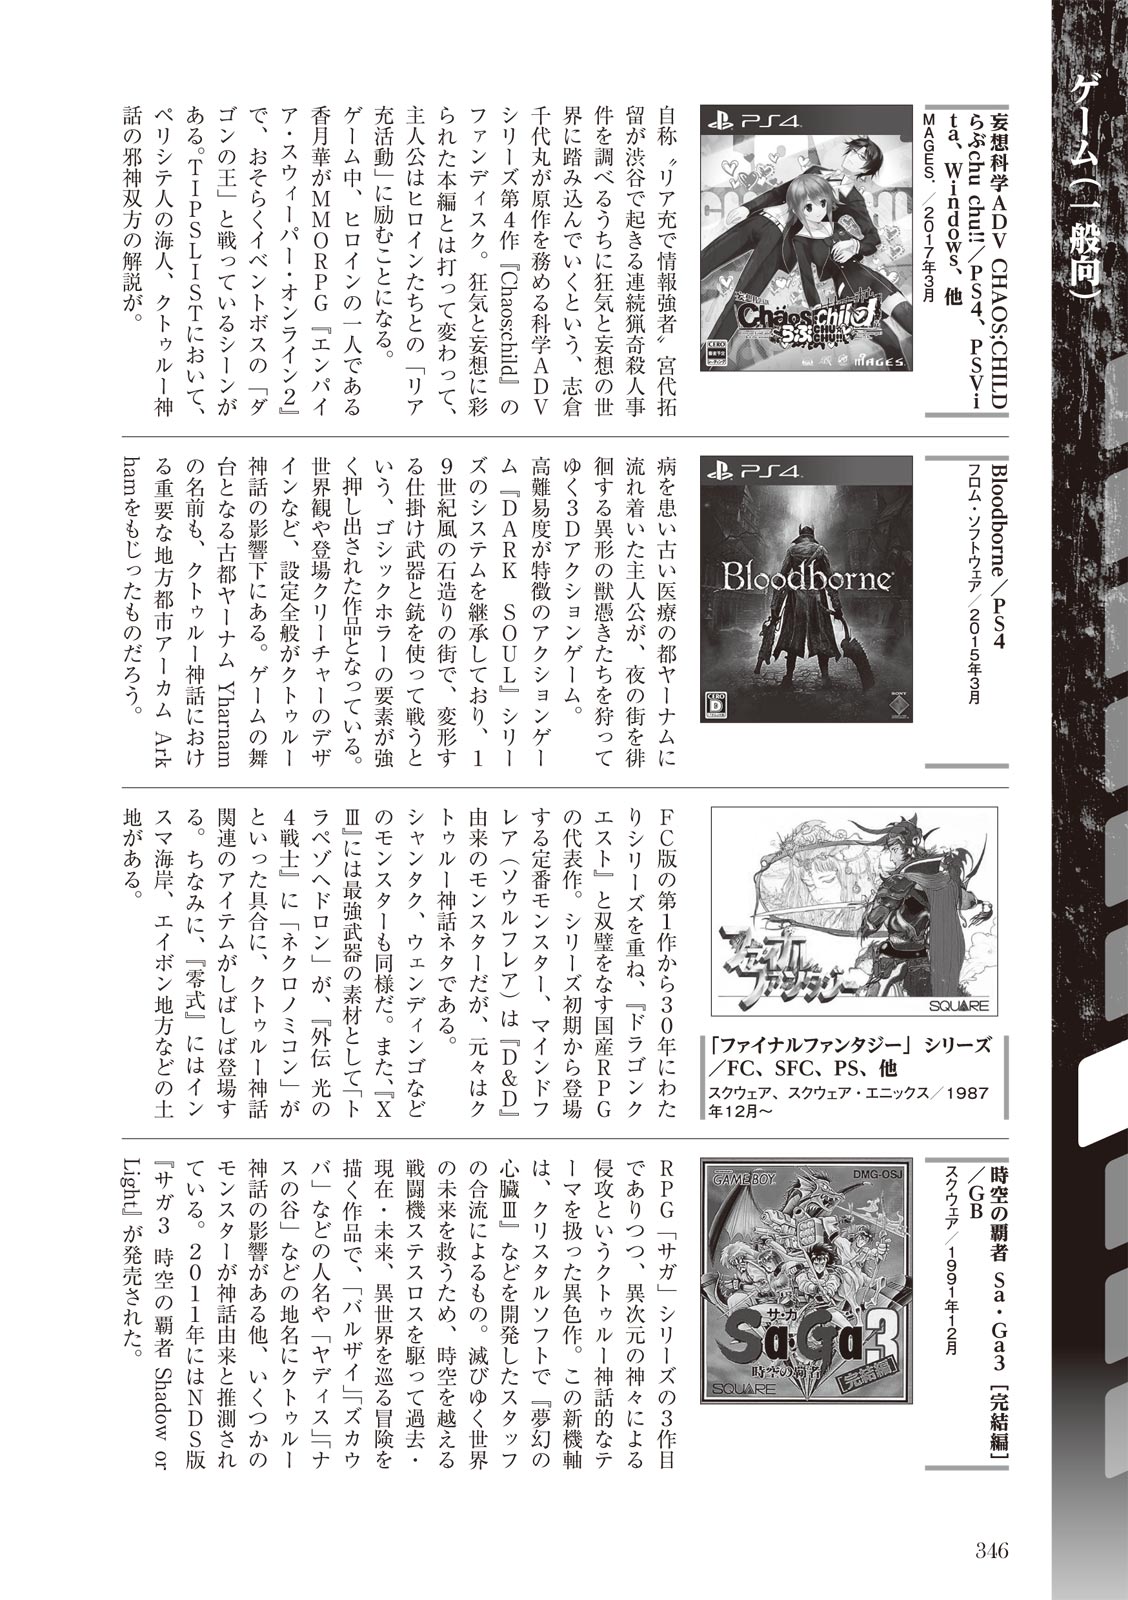 ゲーム(一般向)
妄想科学ADV CHAOS;CHILD
らぶchu chu!!／PS4、PSVi
ta、Windows、他
MAGES.／2017年3月
PS4
Chäos;child
らぶchu☆chu!!
CERO
MAGES.
自称〝リア充で情報強者〟宮代拓
留が渋谷で起きる連続猟奇殺人事
件を調べるうちに狂気と妄想の世
界に踏み込んでいくという、志倉
千代丸が原作を務める科学ADV
シリーズ第4作『Chaos;child』の
ファンディスク。狂気と妄想に彩
られた本編とは打って変わって、
主人公はヒロインたちとの「リア
充活動」に励むことになる。
ゲーム中、ヒロインの一人である
香月華がMMORPG『エンパイ
ア・スウィーパー・オンライン2』
で、おそらくイベントボスの「ダ
ゴンの王」と戦っているシーンが
ある。TIPSLISTにおいて、
ペリシテ人の海人、クトゥルー神
話の邪神双方の解説が。
Bloodborne／PS4
フロム・ソフトウェア／2015年3月
PS4
Bloodborne
CERO
D
SONY
病を患い古い医療の都ヤーナムに
流れ着いた主人公が、夜の街を徘
徊する異形の獣憑きたちを狩って
ゆく3Dアクションゲーム。
高難易度が特徴のアクションゲー
ム『DARK SOUL』シリー
ズのシステムを継承しており、1
9世紀風の石造りの街で、変形す
る仕掛け武器と銃を使って戦うと
いう、ゴシックホラーの要素が強
く押し出された作品となっている。
世界観や登場クリーチャーのデザ
インなど、設定全般がクトゥルー
神話の影響下にある。ゲームの舞
台となる古都ヤーナム Yharnam
の名前も、クトゥルー神話におけ
る重要な地方都市アーカム Ark
hamをもじったものだろう。
ファイナル
ファンタジー
SQUARE
「ファイナルファンタジー」シリーズ
／FC、SFC、PS、他
スクウェア、スクウェア・エニックス／1987
年12月〜
FC版の第1作から30年にわた
りシリーズを重ね、『ドラゴンク
エスト』と双璧をなす国産RPG
の代表作。シリーズ初期から登場
する定番モンスター、マインドフ
レア（ソウルフレア）は『D&D』
由来のモンスターだが、元々はク
トゥルー神話ネタである。
シャンタク、ウェンディンゴなど
のモンスターも同様だ。また、『X
Ⅲ』には最強武器の素材として「ト
ラペゾヘドロン」が、『外伝 光の
4戦士』に「ネクロノミコン」が
といった具合に、クトゥルー神話
関連のアイテムがしばしば登場す
る。ちなみに、『零式』にはイン
スマ海岸、エイボン地方などの土
地がある。
時空の覇者 Sa・Ga3［完結編］
／GB
スクウェア／1991年12月
GAME BOY
DMG-OSJ
サ・ガ
Sa・Ga3
時空の覇者
[完結編]
SQUARE
RPG「サガ」シリーズの3作目
でありつつ、異次元の神々による
侵攻というクトゥルー神話的なテ
ーマを扱った異色作。この新機軸
は、クリスタルソフトで『夢幻の
心臓Ⅲ』などを開発したスタッフ
の合流によるもの。滅びゆく世界
の未来を救うため、時空を越える
戦闘機ステスロスを駆って過去・
現在・未来、異世界を巡る冒険を
描く作品で、「バルザイ」「ズカウ
バ」などの人名や「ヤディス」「ナ
スの谷」などの地名にクトゥルー
神話の影響がある他、いくつかの
モンスターが神話由来と推測され
ている。2011年にはNDS版
『サガ3 時空の覇者 Shadow or
Light』が発売された。
346